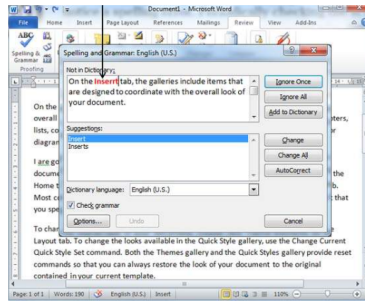 Document1 - Microsoft Word
File Home Insert Page Layout References Mailings Review View Add-Ins
ABC
Spelling &
Grammar
Proofing
Spelling and Grammar: English (U.S.)
Not in Dictionary:
On the Inserrt tab, the galleries include items that
are designed to coordinate with the overall look of
your document.
Ignore Once
Ignore All
Add to Dictionary
Suggestions:
Insert
Inserts
Change
Change All
AutoCorrect
Dictionary language: English (U.S.)
Check grammar
Options... Undo Cancel
On the
overall
lists, co
diagrar
I are go
docume
Home t
Most c
you spe
To chan
Layout tab. To change the looks available in the Quick Style gallery, use the Change Current
Quick Style Set command. Both the Themes gallery and the Quick Styles gallery provide reset
commands so that you can always restore the look of your document to the original
contained in your current template.
Page: 1 of 1 Words: 190 English (U.S.) Insert 110%